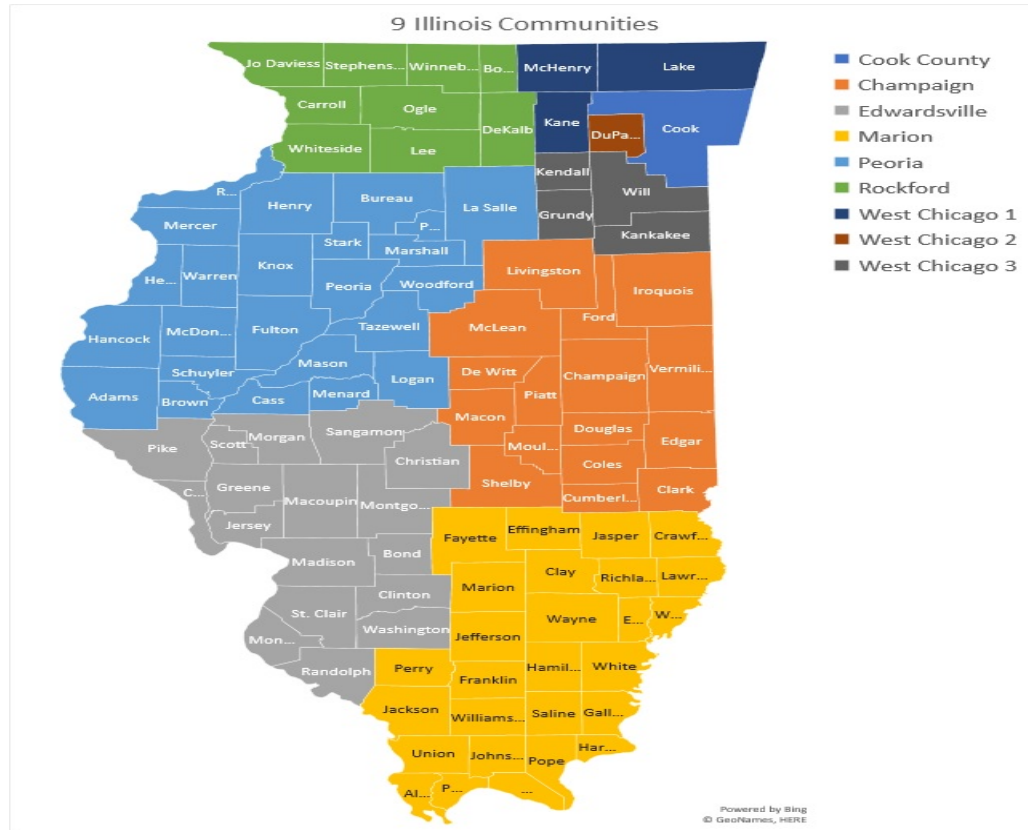 9 Illinois Communities
Cook County
Champaign
Edwardsville
Marion
Peoria
Rockford
West Chicago 1
West Chicago 2
West Chicago 3
Jo Daviess
Stephens...
Winneb...
Bo...
McHenry
Lake
Carroll
Ogle
DeKalb
Kane
DuPa...
Cook
Whiteside
Lee
Kendall
Will
R...
Henry
Bureau
La Salle
Grundy
Mercer
P...
Kankakee
Stark
Marshall
He...
Warren
Knox
Peoria
Woodford
Livingston
Iroquois
Ford
Hancock
McDon...
Fulton
Tazewell
McLean
Schuyler
Mason
Logan
De Witt
Champaign
Vermili...
Adams
Brown
Cass
Menard
Piatt
Macon
Pike
Scott
Morgan
Sangamon
Christian
Moul...
Douglas
Edgar
Coles
C...
Greene
Macoupin
Montgo...
Shelby
Cumberl...
Clark
Jersey
Fayette
Effingham
Jasper
Crawf...
Madison
Bond
Marion
Clay
Richla...
Lawr...
Clinton
St. Clair
Washington
Jefferson
Wayne
E...
W...
Mon...
Randolph
Perry
Franklin
Hamil...
White
Jackson
Williams...
Saline
Gall...
Union
Johns...
Pope
Har...
Al...
P...
...
Powered by Bing
© GeoNames, HERE